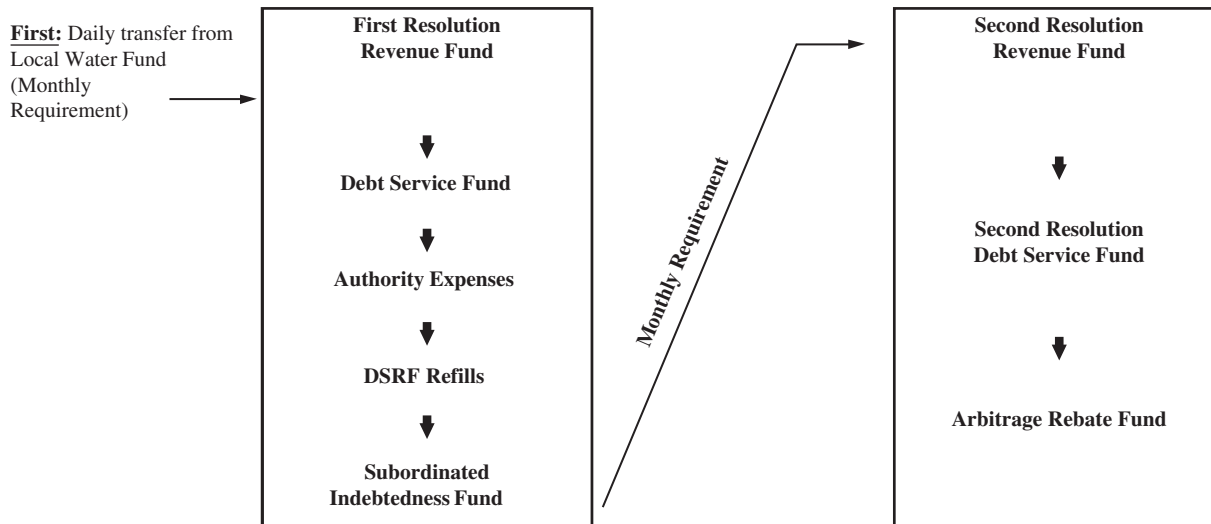 First: Daily transfer from
Local Water Fund
(Monthly
Requirement)
First Resolution
Revenue Fund
Debt Service Fund
Authority Expenses
DSRF Refills
Subordinated
Indebtedness Fund
Monthly Requirement
Second Resolution
Revenue Fund
Second Resolution
Debt Service Fund
Arbitrage Rebate Fund